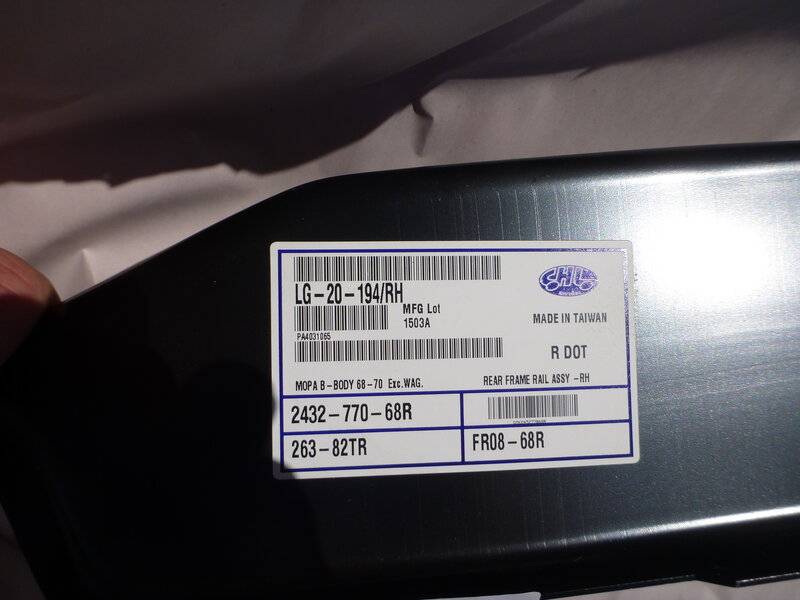 LG-20-194/RH
SHL
MFG Lot
1503A
MADE IN TAIWAN
PA4031065
R DOT
MOPA B-BODY 68-70 Exc.WAG.
REAR FRAME RAIL ASSY -RH
2432-770-68R
263-82TR
FR08-68R